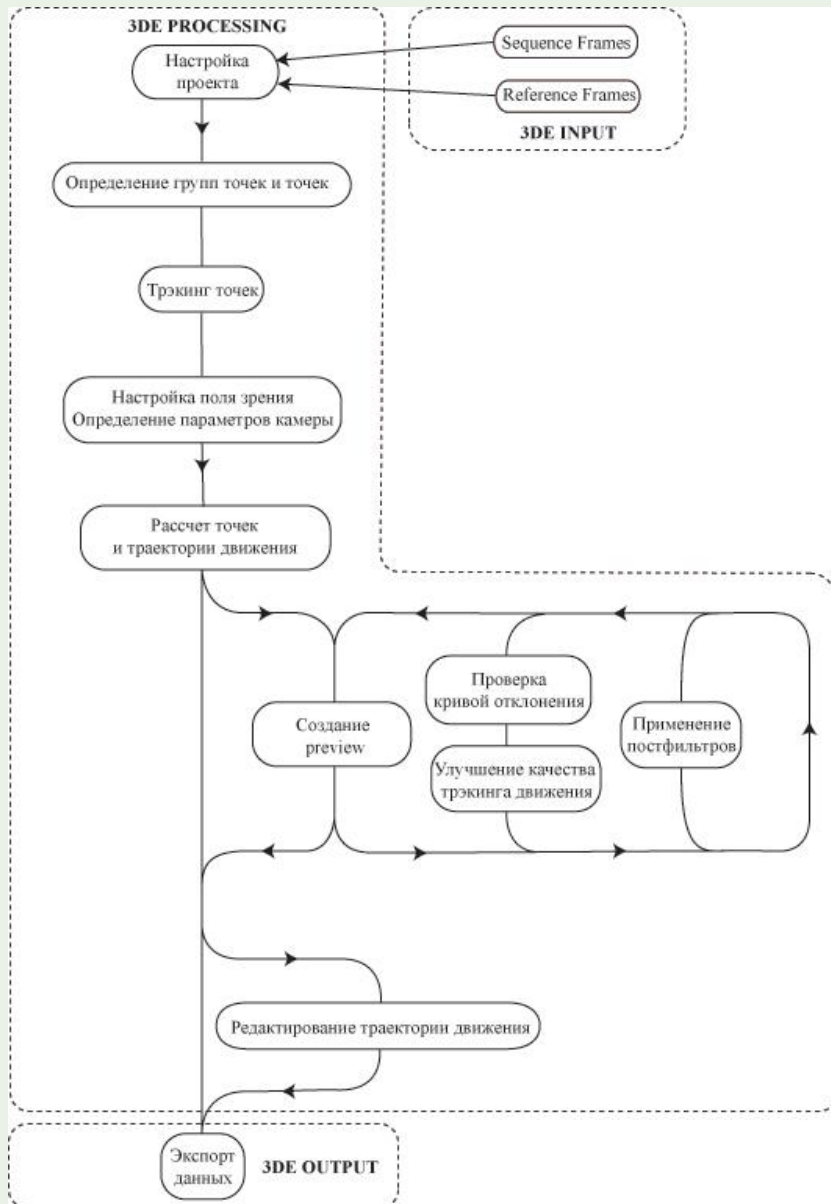 3DE PROCESSING
Настройка
проекта
Sequence Frames
Reference Frames
3DE INPUT
Определение групп точек и точек
Трэкинг точек
Настройка поля зрения
Определение параметров камеры
Рассчет точек
и траектории движения
Создание
preview
Проверка
кривой отклонения
Улучшение качества
трэкинга движения
Применение
постфильтров
Редактирование траектории движения
Экспорт
данных
3DE OUTPUT